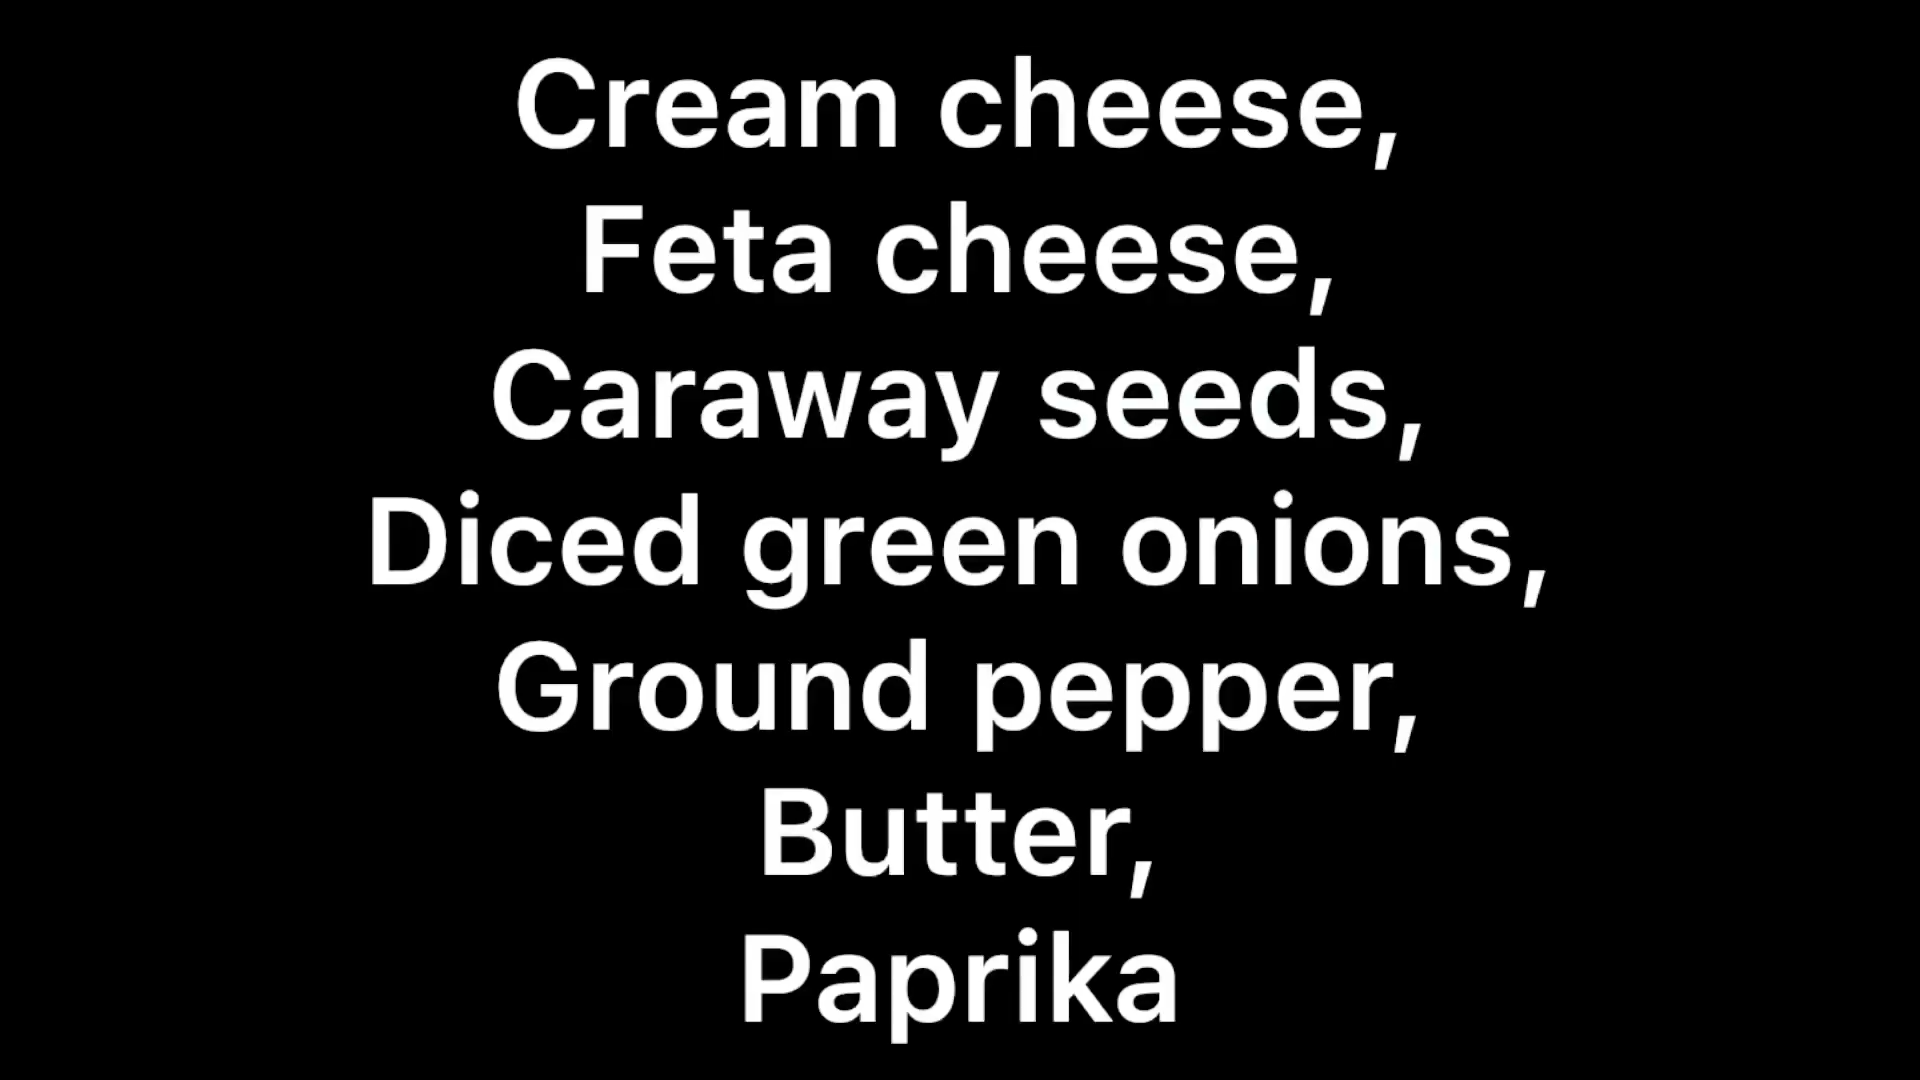 Cream cheese,
Feta cheese,
Caraway seeds,
Diced green onions,
Ground pepper,
Butter,
Paprika